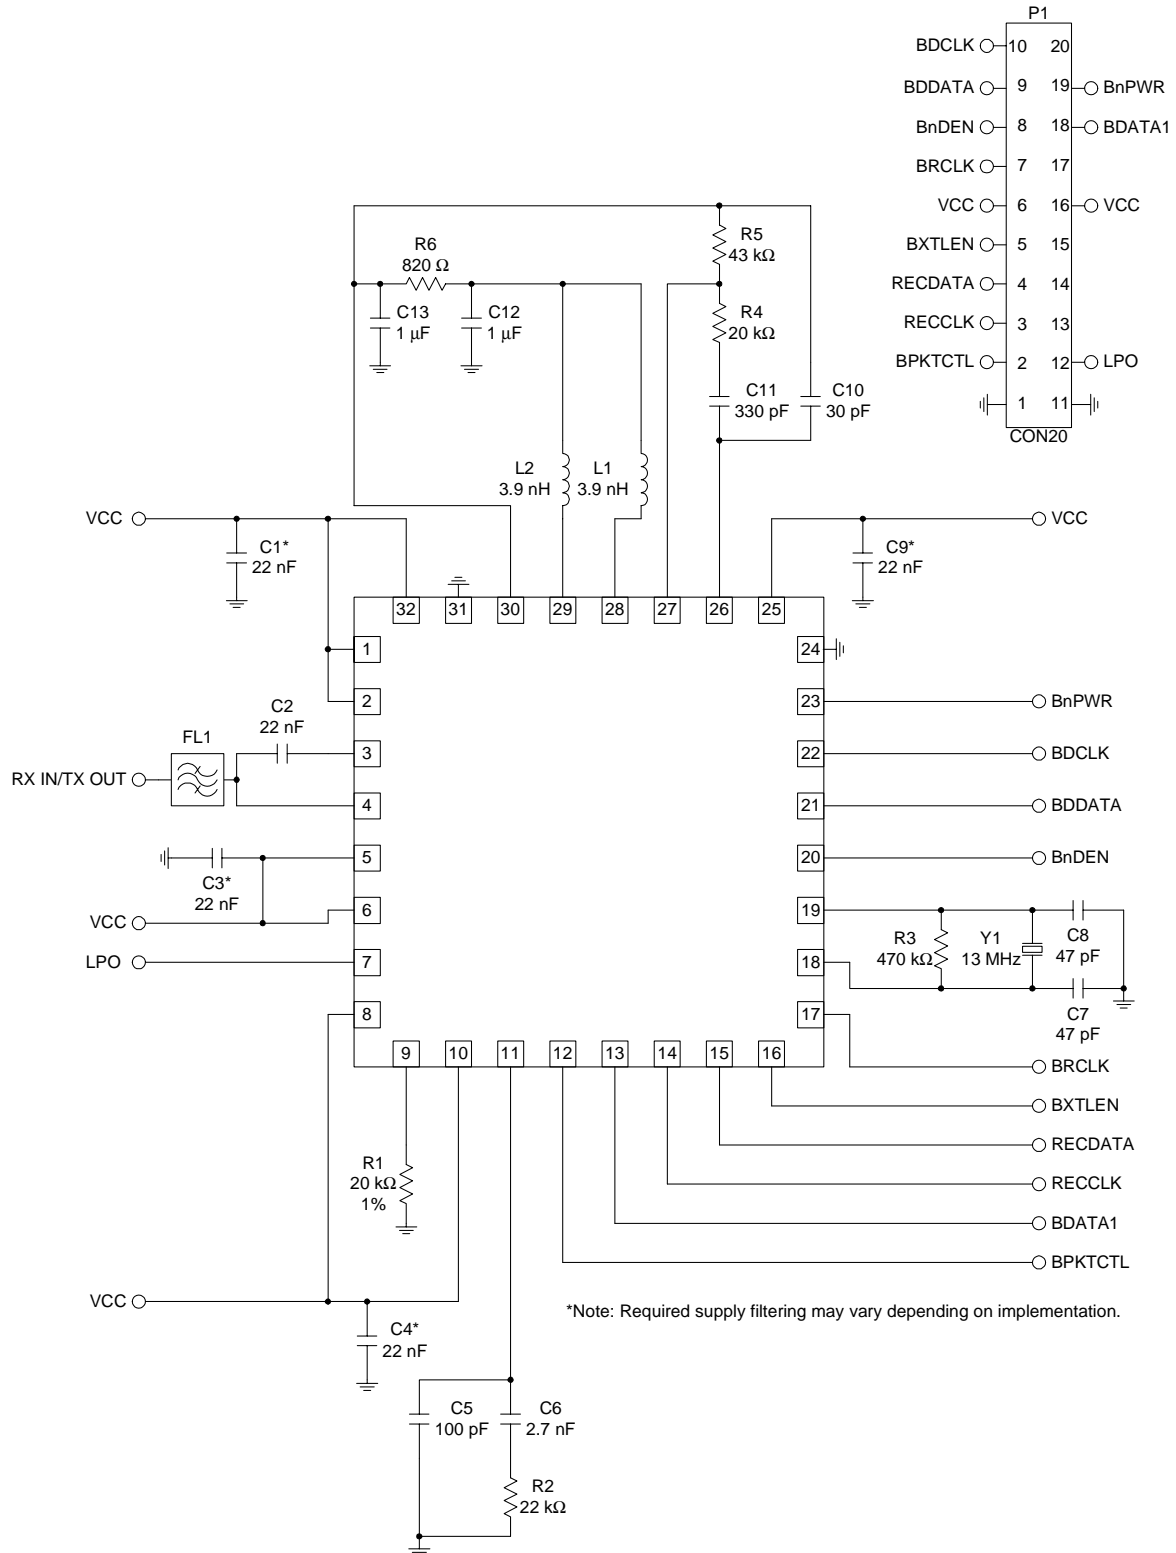 P1
BDCLK 10 20
BDDATA 9 19 BnPWR
BnDEN 8 18 BDATA1
BRCLK 7 17
VCC 6 16 VCC
BXTLEN 5 15
RECDATA 4 14
RECCLK 3 13
BPKTCTL 2 12 LPO
1 11
CON20
R5
43 kΩ
R6
820 Ω
C13
1 µF
C12
1 µF
R4
20 kΩ
C11
330 pF
C10
30 pF
L2
3.9 nH
L1
3.9 nH
VCC
C1*
22 nF
VCC
C9*
22 nF
32 31 30 29 28 27 26 25
1
24
2
23 BnPWR
C2
22 nF
3
22 BDCLK
FL1
RX IN/TX OUT
4
21 BDDATA
5
20 BnDEN
C3*
22 nF
6
19
VCC
R3
470 kΩ
Y1
13 MHz
C8
47 pF
LPO 7
18
8
17
C7
47 pF
9 10 11 12 13 14 15 16
BRCLK
BXTLEN
RECDATA
RECCLK
BDATA1
BPKTCTL
R1
20 kΩ
1%
VCC
*Note: Required supply filtering may vary depending on implementation.
C4*
22 nF
C5
100 pF
C6
2.7 nF
R2
22 kΩ